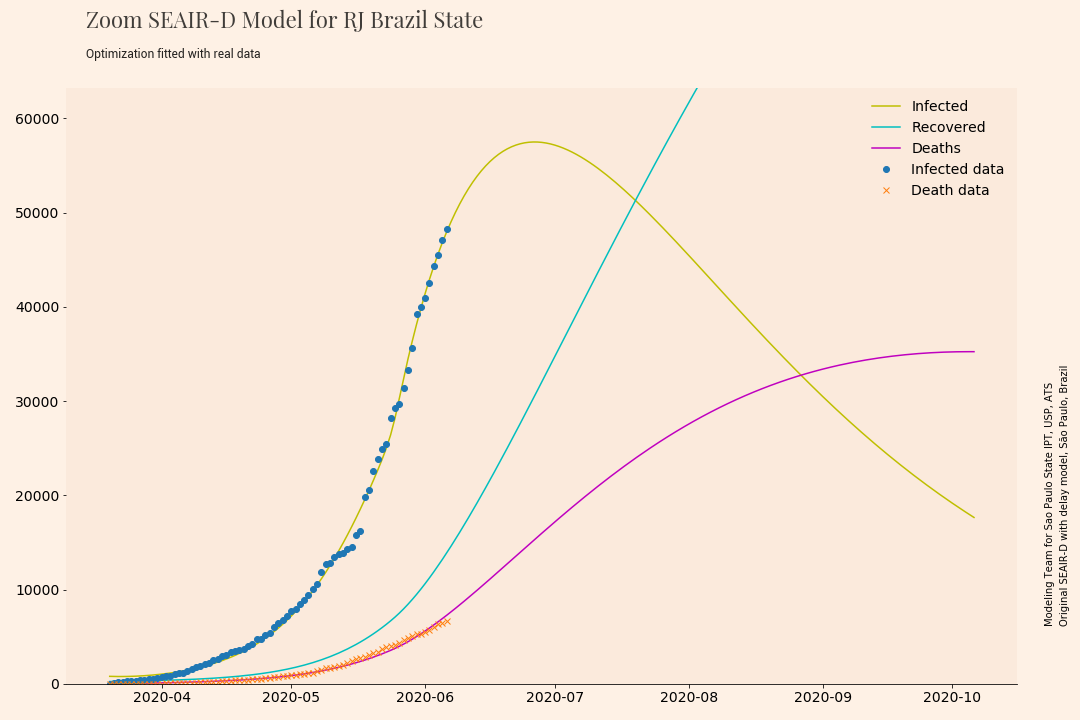 Zoom SEAIR-D Model for RJ Brazil State
Optimization fitted with real data
Infected
Recovered
Deaths
Infected data
Death data
60000
50000
40000
30000
20000
10000
0
2020-04
2020-05
2020-06
2020-07
2020-08
2020-09
2020-10
Modeling Team for Sao Paulo State IPT, USP, ATS
Original SEAIR-D with delay model, São Paulo, Brazil